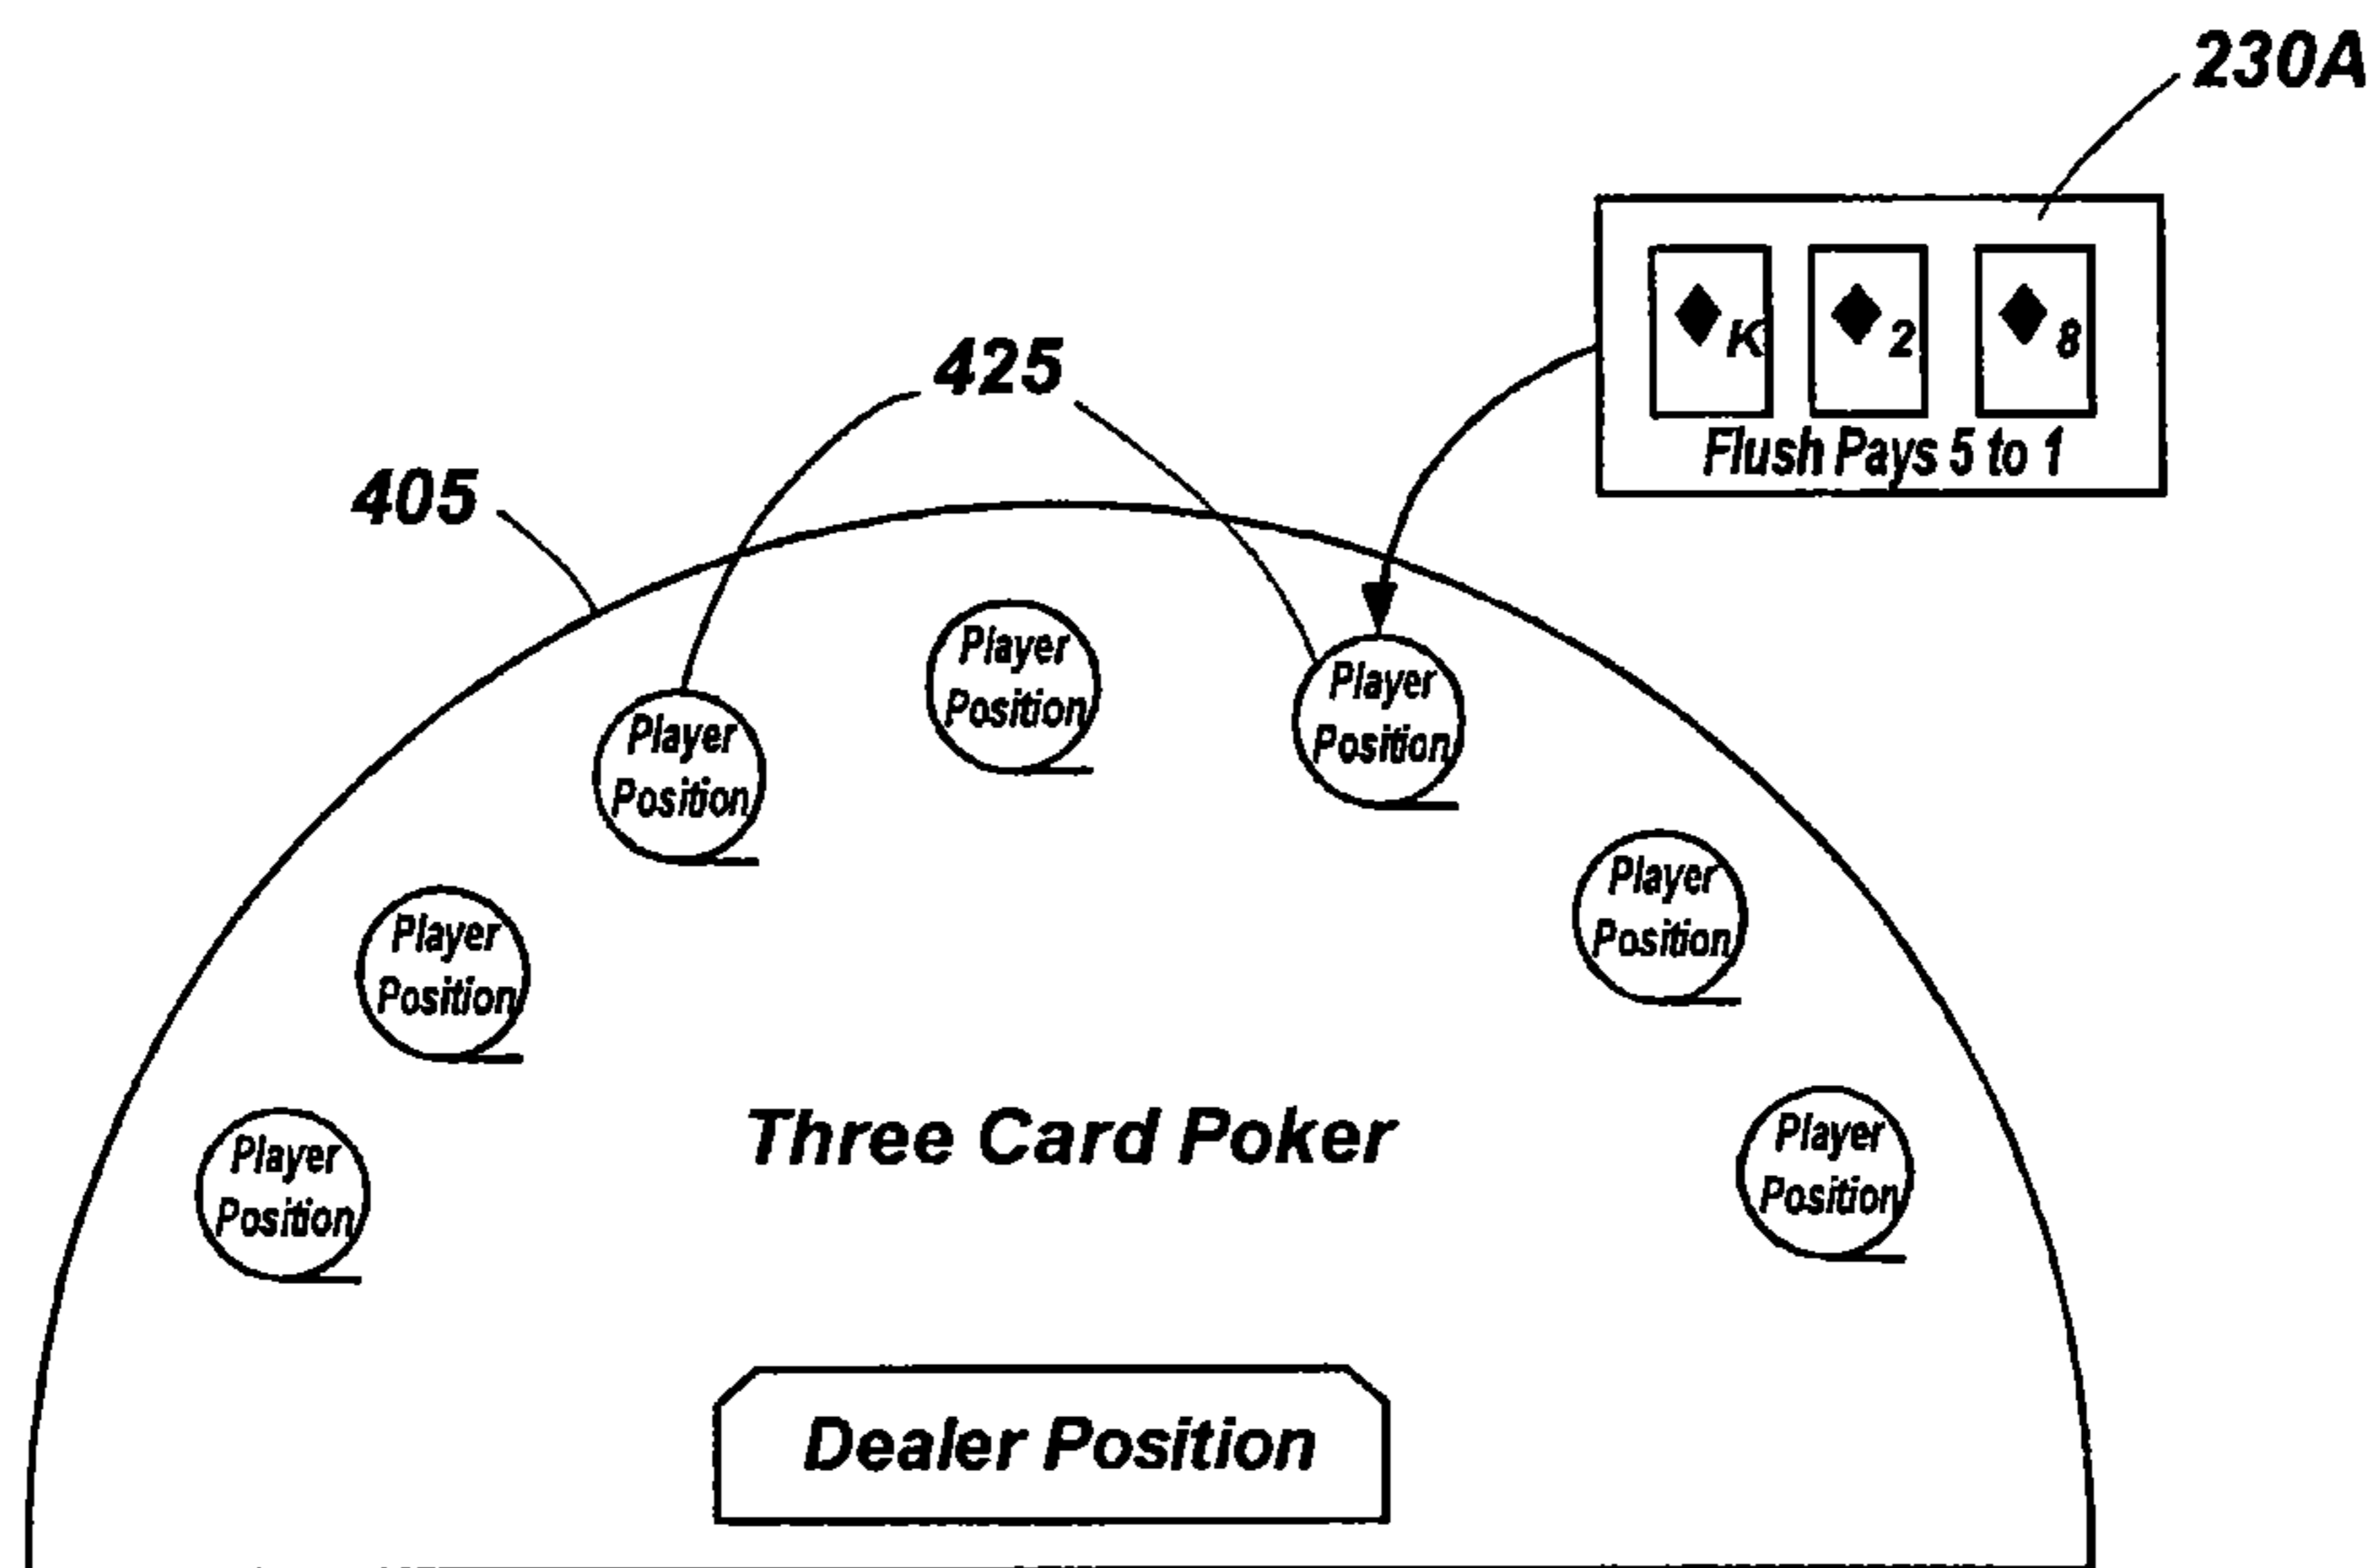 230A
K
2
8
Flush Pays 5 to 1
425
405
Player
Position
Player
Position
Player
Position
Player
Position
Player
Position
Player
Position
Player
Position
Three Card Poker
Dealer Position